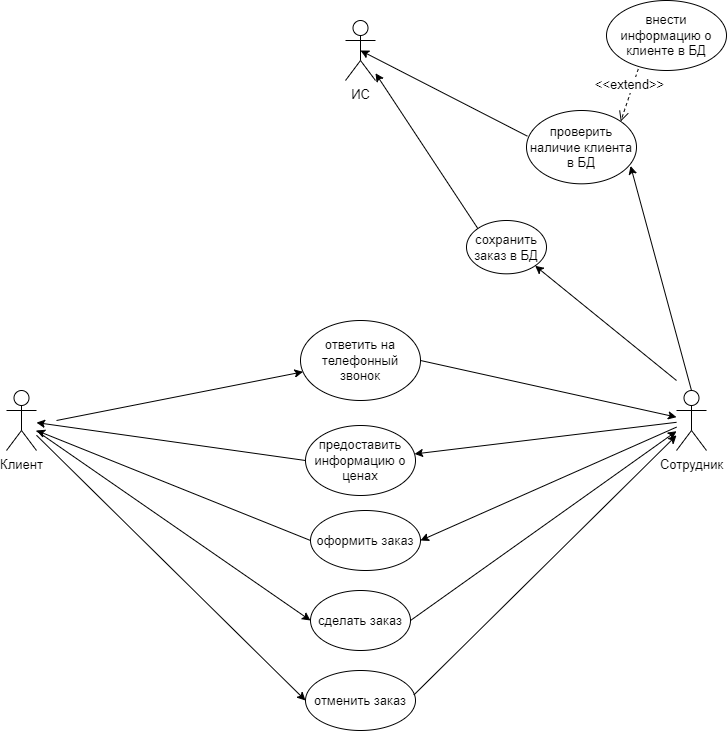 внести
информацию о
клиенте в БД
<<extend>>
ИС
проверить
наличие клиента
в БД
сохранить
заказ в БД
ответить на
телефонный
звонок
Клиент
Сотрудник
предоставить
информацию о
ценах
оформить заказ
сделать заказ
отменить заказ